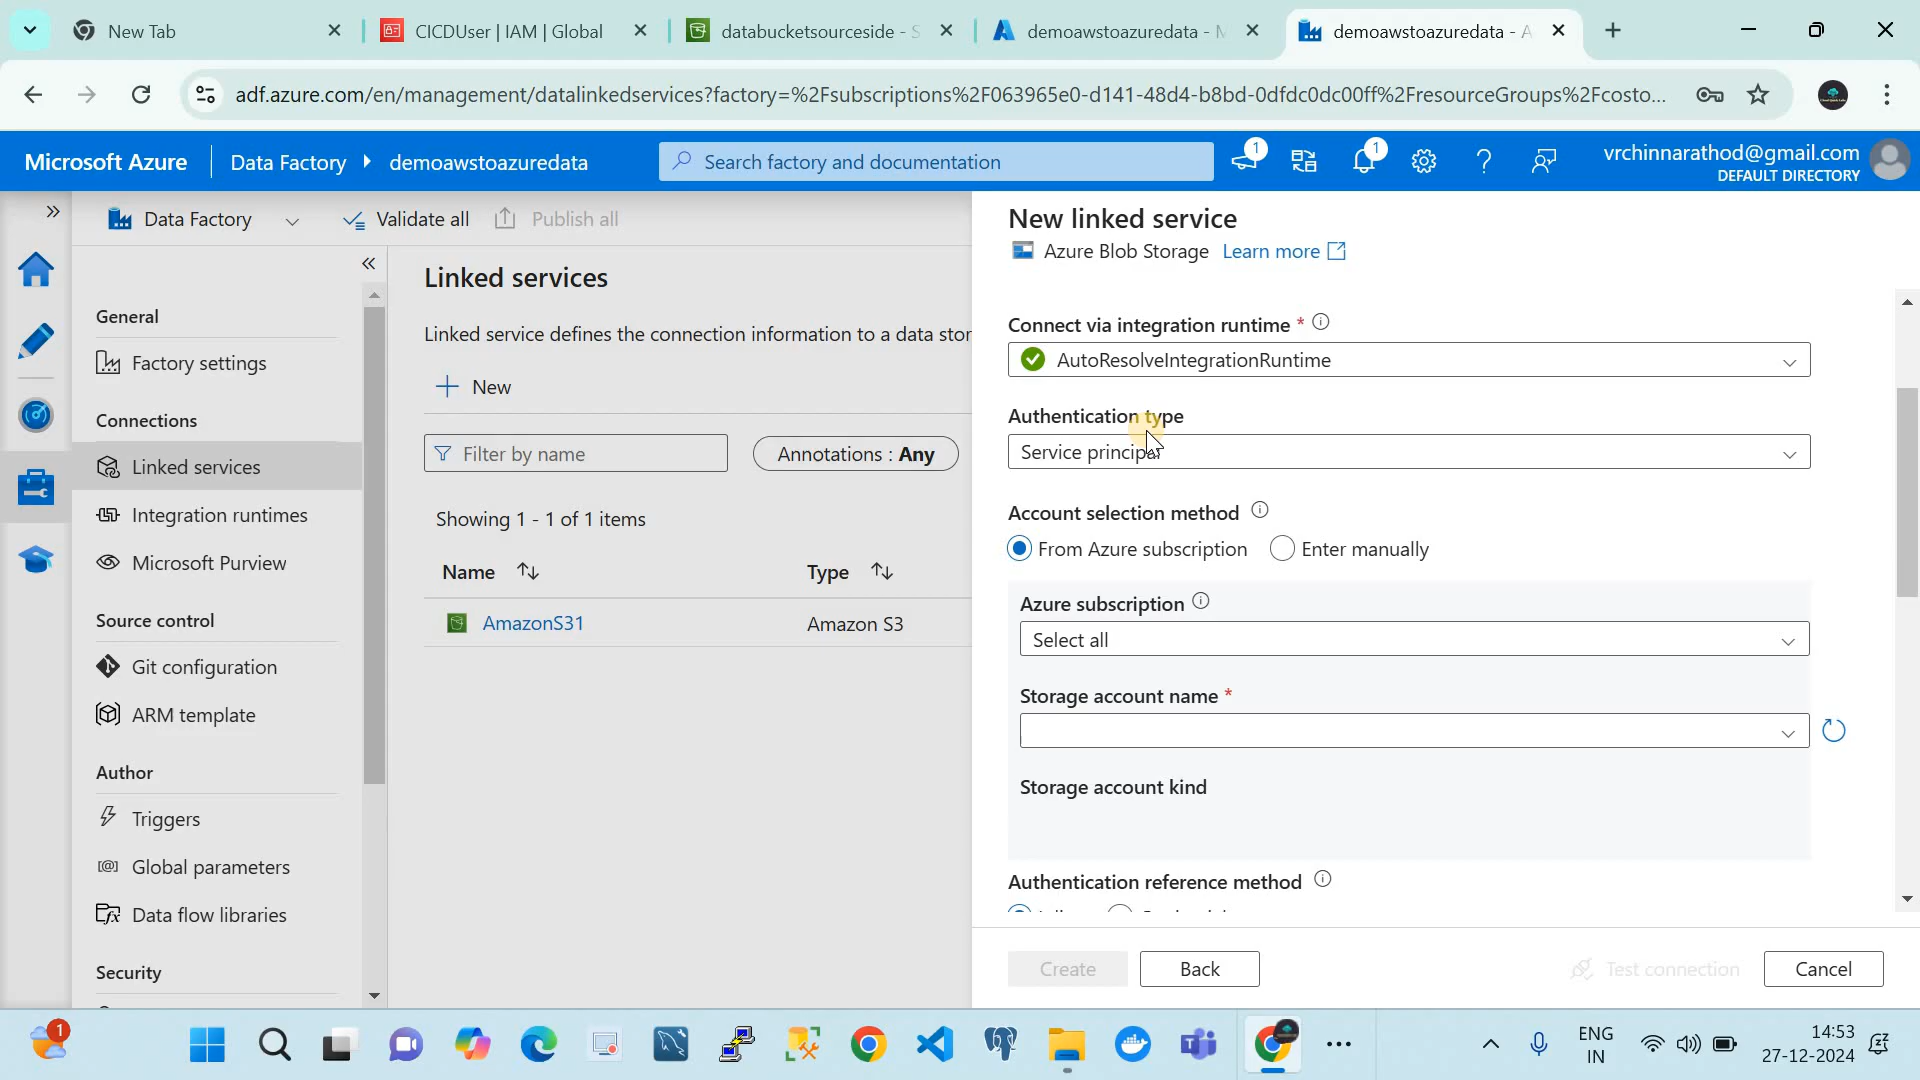 New Tab
CICDUser | IAM | Global
databucketsourceside - S
demoawstoazuredata - M
demoawstoazuredata - A
adf.azure.com/en/management/datalinkedservices?factory=%2Fsubscriptions%2F063965e0-d141-48d4-b8bd-0dfdc0dc00ff%2FresourceGroups%2Fcosto...
Microsoft Azure
Data Factory
demoawstoazuredata
Search factory and documentation
1
1
vrchinnarathod@gmail.com
DEFAULT DIRECTORY
Data Factory
Validate all
Publish all
General
Factory settings
Connections
Linked services
Integration runtimes
Microsoft Purview
Source control
Git configuration
ARM template
Author
Triggers
Global parameters
Data flow libraries
Security
Linked services
Linked service defines the connection information to a data stor
New
Filter by name
Annotations : Any
Showing 1 - 1 of 1 items
Name
Type
AmazonS31
Amazon S3
New linked service
Azure Blob Storage Learn more
Connect via integration runtime *
AutoResolveIntegrationRuntime
Authentication type
Service principal
Account selection method
From Azure subscription
Enter manually
Azure subscription
Select all
Storage account name *
Storage account kind
Authentication reference method
Create
Back
Test connection
Cancel
1
ENG
IN
14:53
27-12-2024